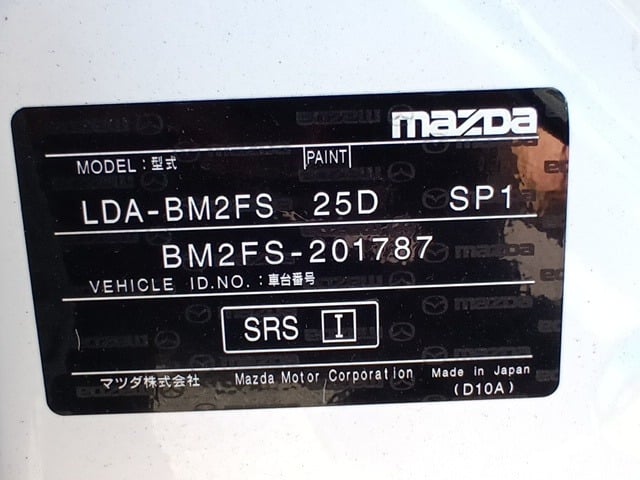 mazda
MODEL : 型式 PAINT
LDA-BM2FS 25D SP1
BM2FS-201787
VEHICLE ID.NO. : 車台番号
SRS I
マツダ株式会社 Mazda Motor Corporation Made in Japan
(D10A)